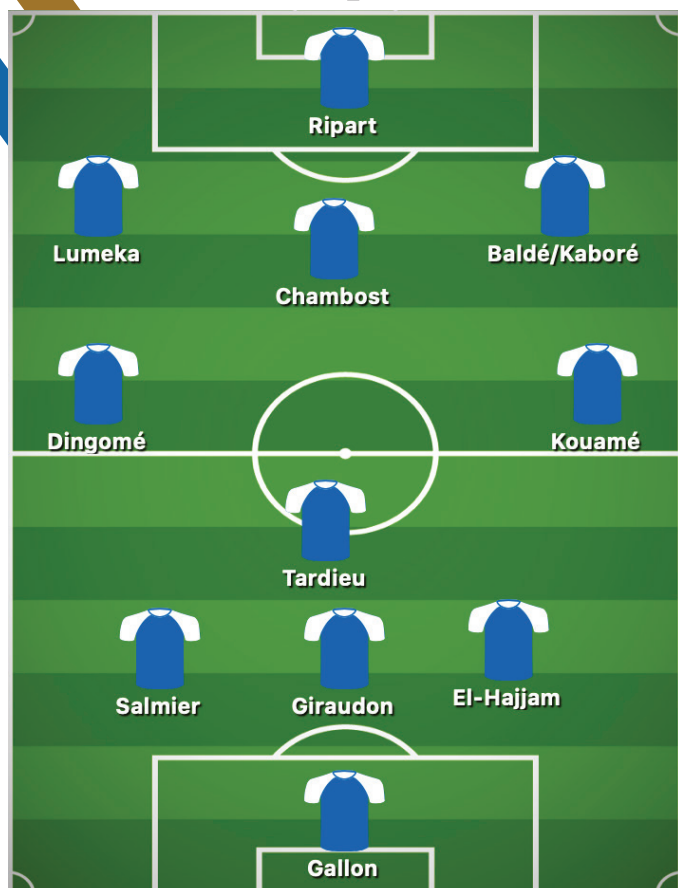 Ripart
Lumeka
Baldé/Kaboré
Chambost
Dingomé
Kouamé
Tardieu
Salmier
Giraudon
El-Hajjam
Gallon